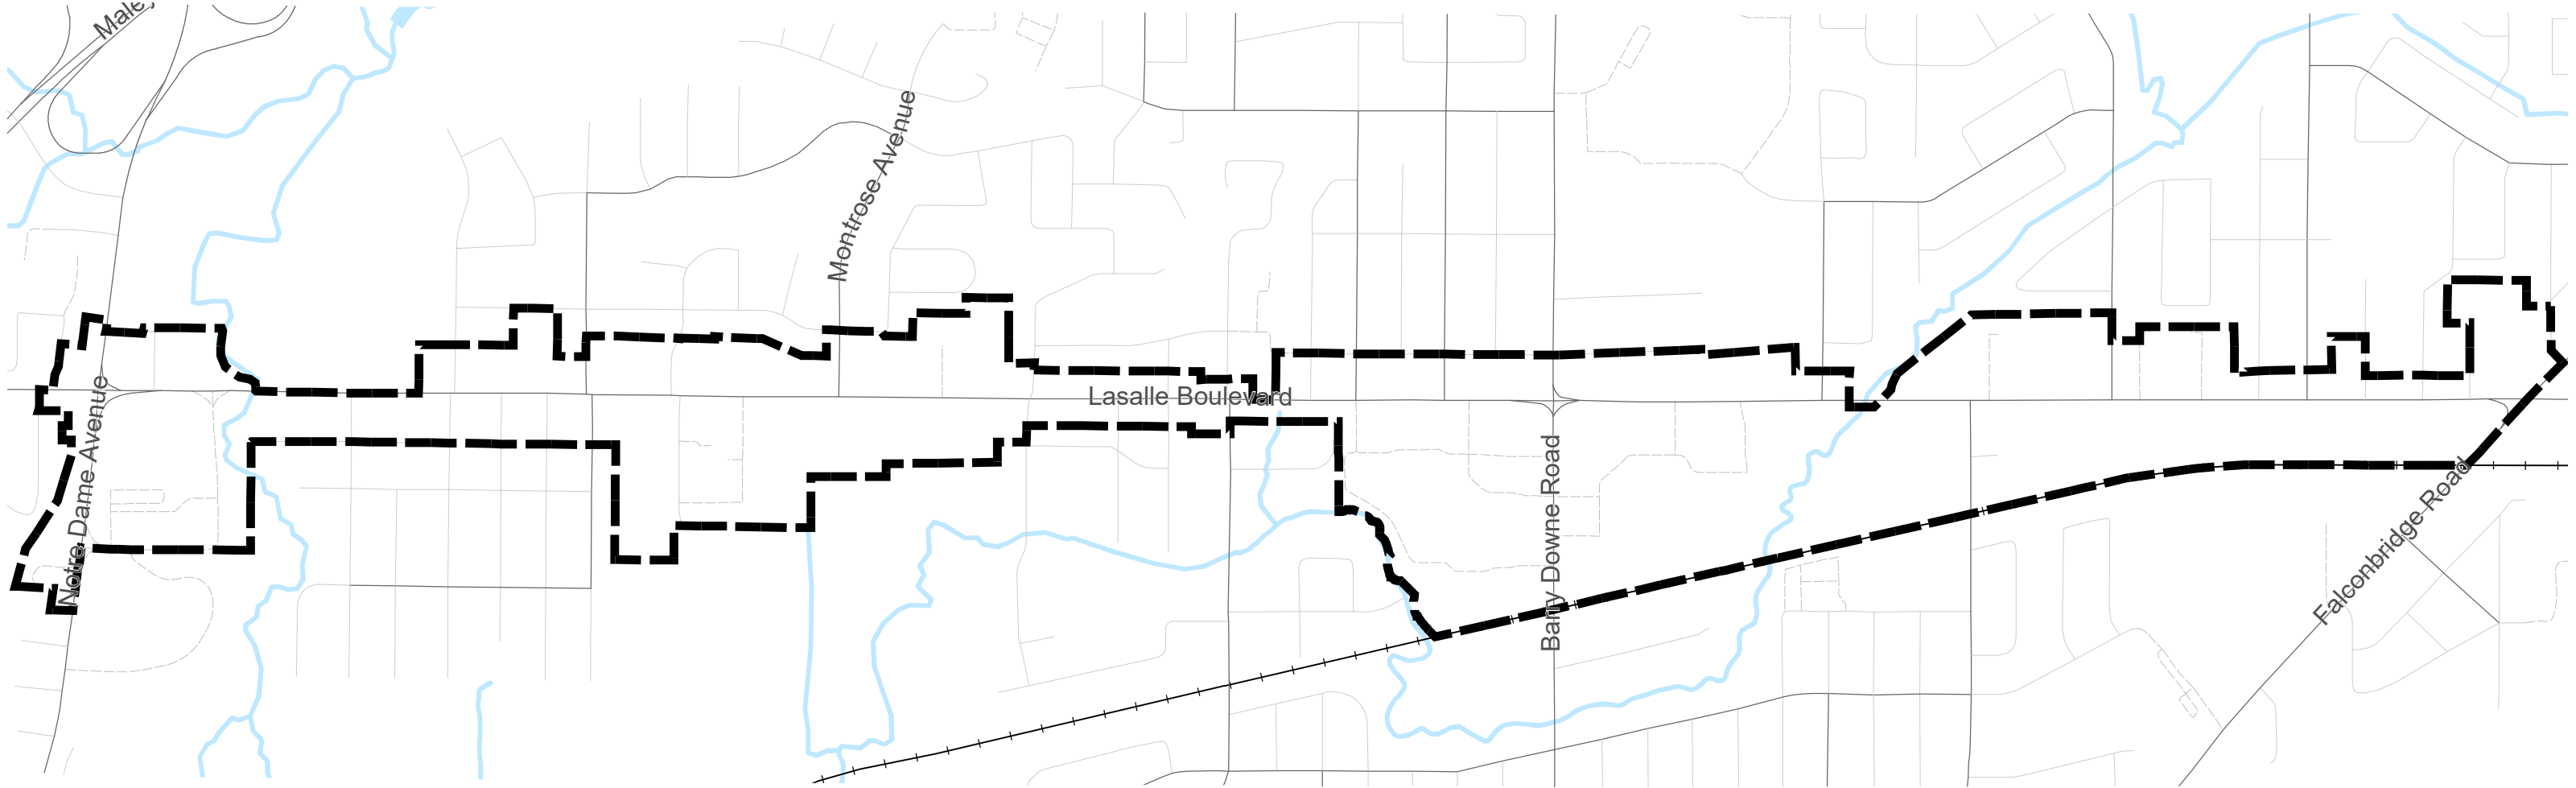 Montrose Avenue
Lasalle Boulevard
Notre Dame Avenue
Barry Downe Road
Falconbridge Road